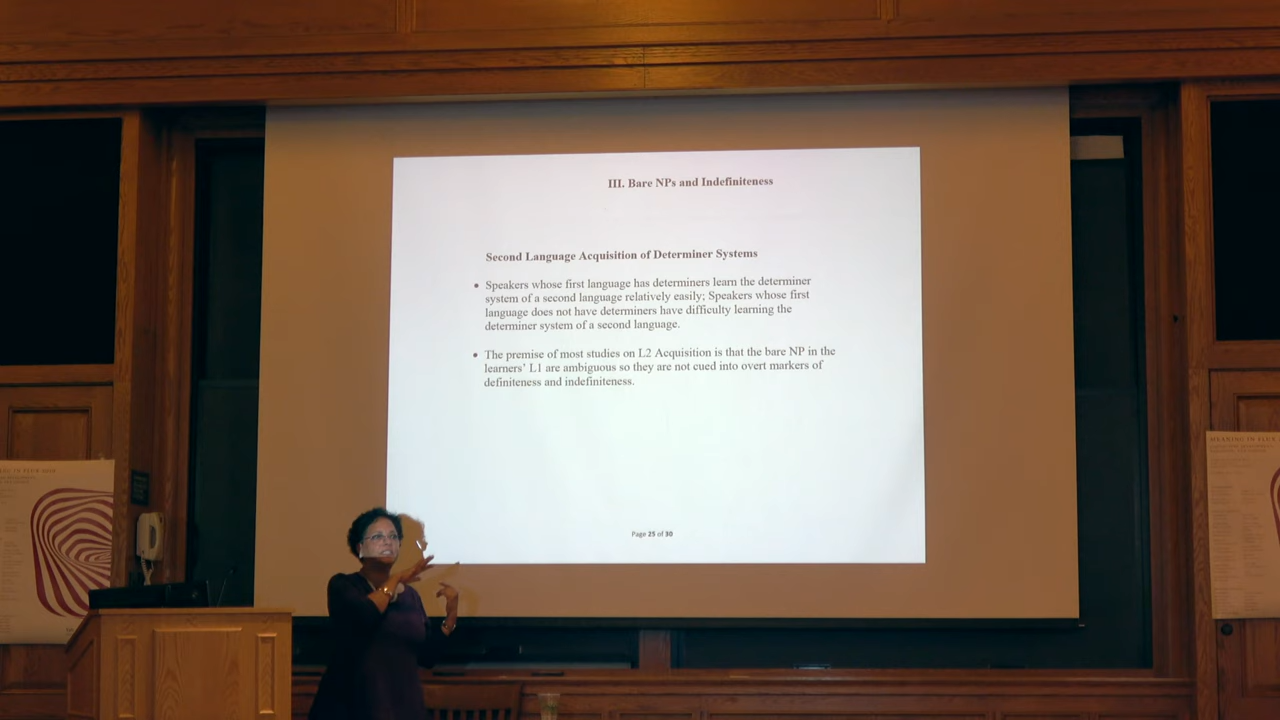 III. Bare NPs and Indefiniteness
Second Language Acquisition of Determiner Systems
• Speakers whose first language has determiners learn the determiner
system of a second language relatively easily; Speakers whose first
language does not have determiners have difficulty learning the
determiner system of a second language.
• The premise of most studies on L2 Acquisition is that the bare NP in the
learners' L1 are ambiguous so they are not cued into overt markers of
definiteness and indefiniteness.
Page 25 of 30
MEANING IN FLUX